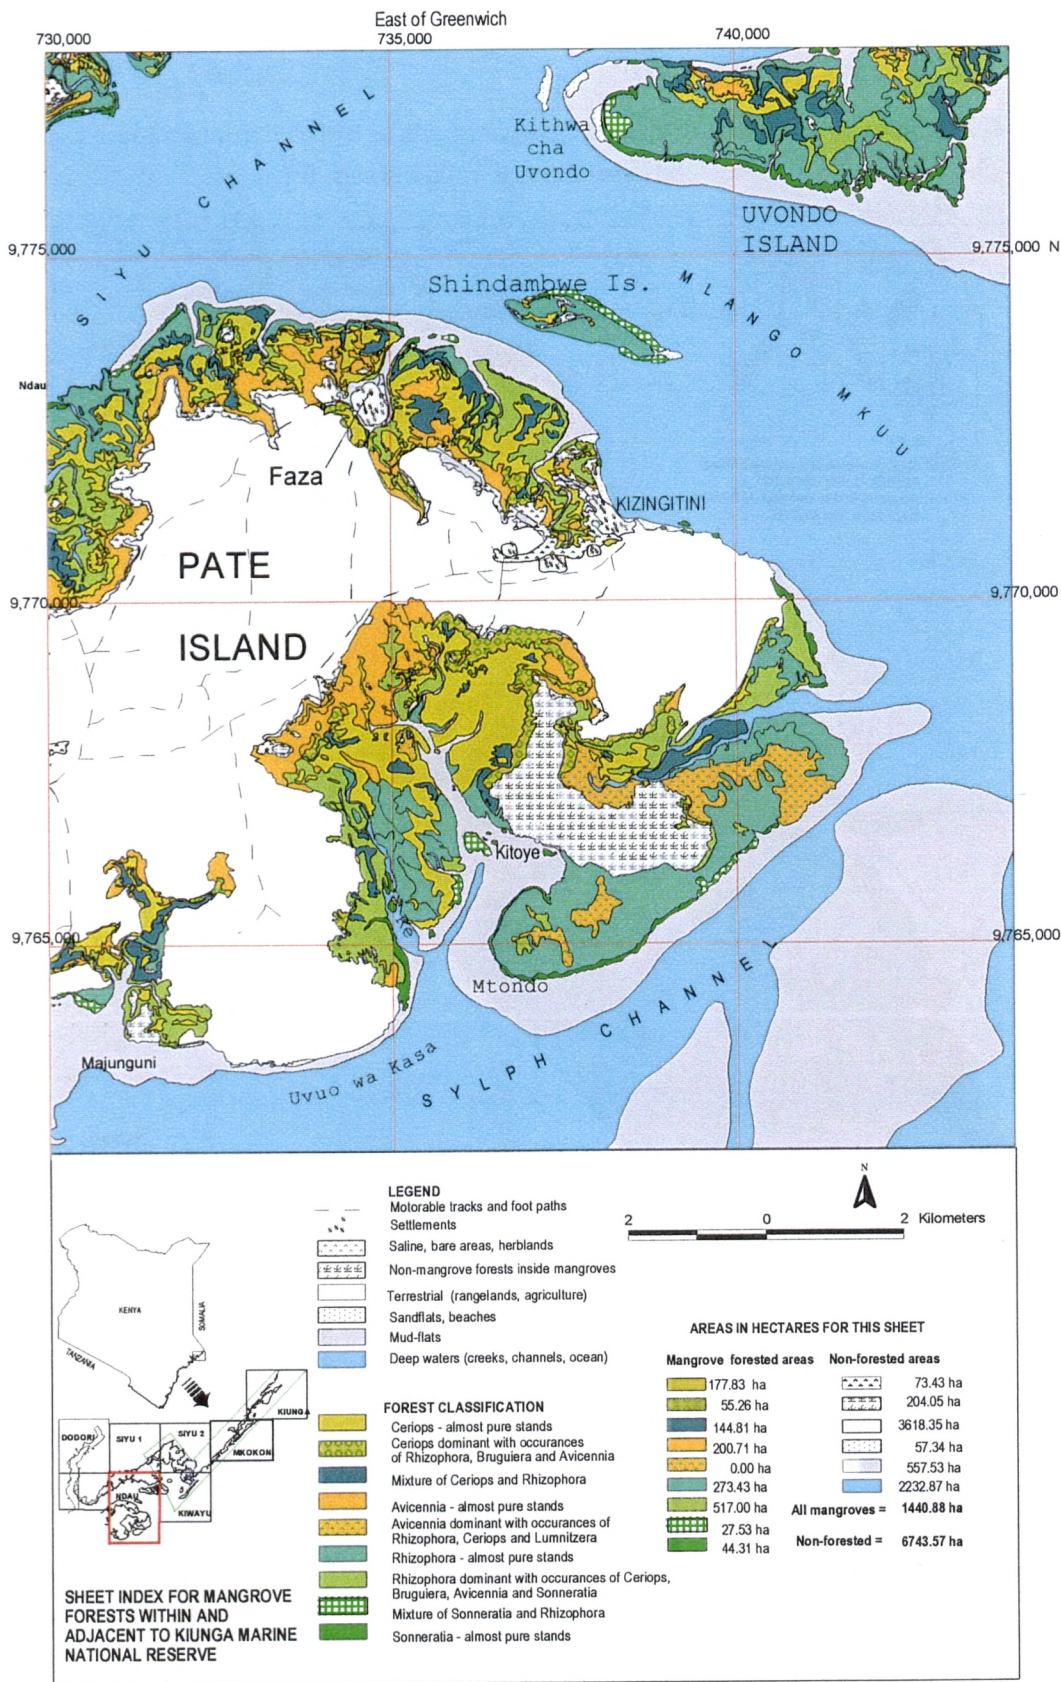 East of Greenwich
730,000
735,000
740,000
SIYU CHANNEL
Kithwa
cha
Uvondo
UVONDO
ISLAND
9,775,000
9,775,000 N
Shindambwe Is.
MLANGO MKUU
Ndau
Faza
KIZINGITINI
PATE
ISLAND
9,770,000
9,770,000
Kitoye
9,765,000
9,765,000
Mtondo
Majunguni
Uvuo wa Kasa
SYLPH CHANNEL
LEGEND
Motorable tracks and foot paths
Settlements
Saline, bare areas, herblands
Non-mangrove forests inside mangroves
Terrestrial (rangelands, agriculture)
Sandflats, beaches
Mud-flats
Deep waters (creeks, channels, ocean)
FOREST CLASSIFICATION
Ceriops - almost pure stands
Ceriops dominant with occurances
of Rhizophora, Bruguiera and Avicennia
Mixture of Ceriops and Rhizophora
Avicennia - almost pure stands
Avicennia dominant with occurances of
Rhizophora, Ceriops and Lumnitzera
Rhizophora - almost pure stands
Rhizophora dominant with occurances of Ceriops,
Bruguiera, Avicennia and Sonneratia
Mixture of Sonneratia and Rhizophora
Sonneratia - almost pure stands
N
2 0 2 Kilometers
AREAS IN HECTARES FOR THIS SHEET
Mangrove forested areas
177.83 ha
55.26 ha
144.81 ha
200.71 ha
0.00 ha
273.43 ha
517.00 ha
27.53 ha
44.31 ha
Non-forested areas
73.43 ha
204.05 ha
3618.35 ha
57.34 ha
557.53 ha
2232.87 ha
All mangroves = 1440.88 ha
Non-forested = 6743.57 ha
KENYA
SOMALIA
TANZANIA
KIUNGA
DODORI
SIYU 1
SIYU 2
MKOKON
NDAU
KIWAYU
SHEET INDEX FOR MANGROVE
FORESTS WITHIN AND
ADJACENT TO KIUNGA MARINE
NATIONAL RESERVE